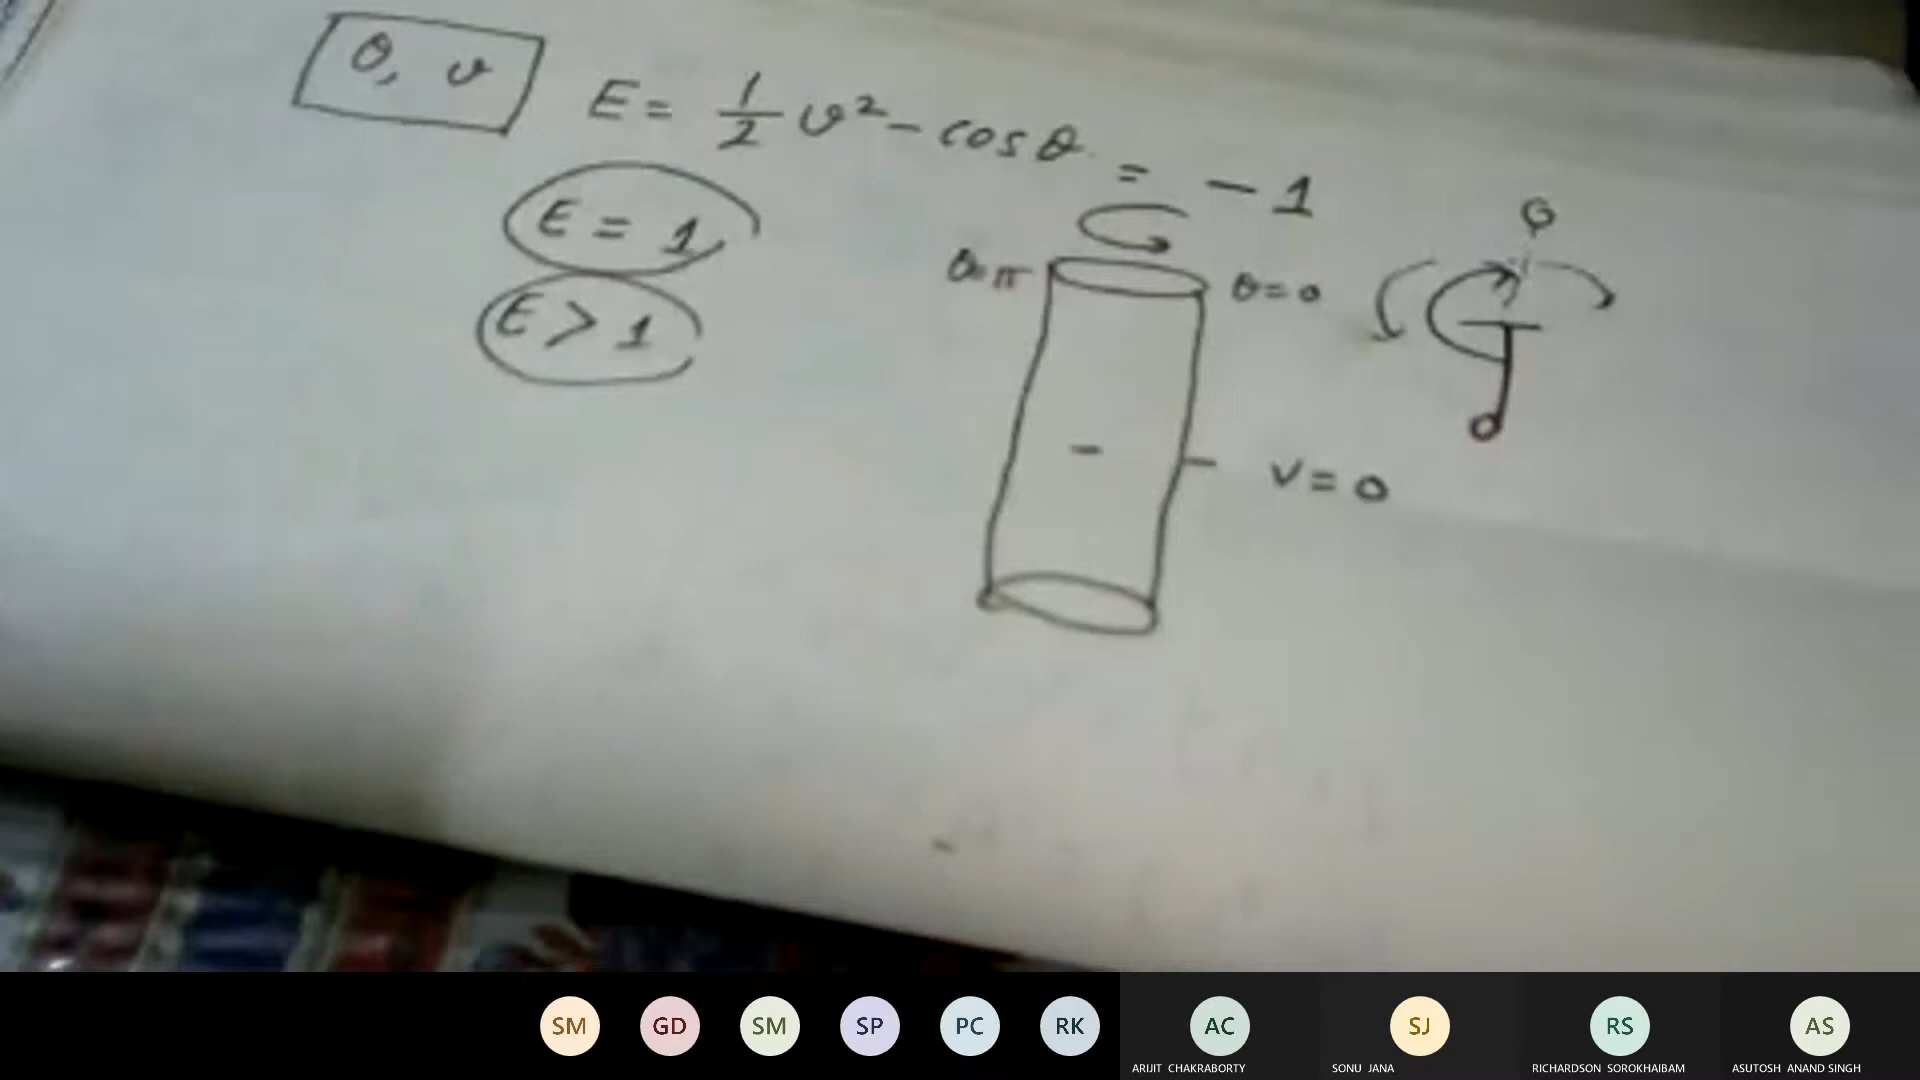 θ, v
E = 1/2 v² - cosθ = -1
E = 1
E > 1
θ=π
θ=0
v=0
SM GD SM SP PC RK AC SJ RS AS
ARIJIT CHAKRABORTY SONU JANA RICHARDSON SOROKHAIBAM ASUTOSH ANAND SINGH